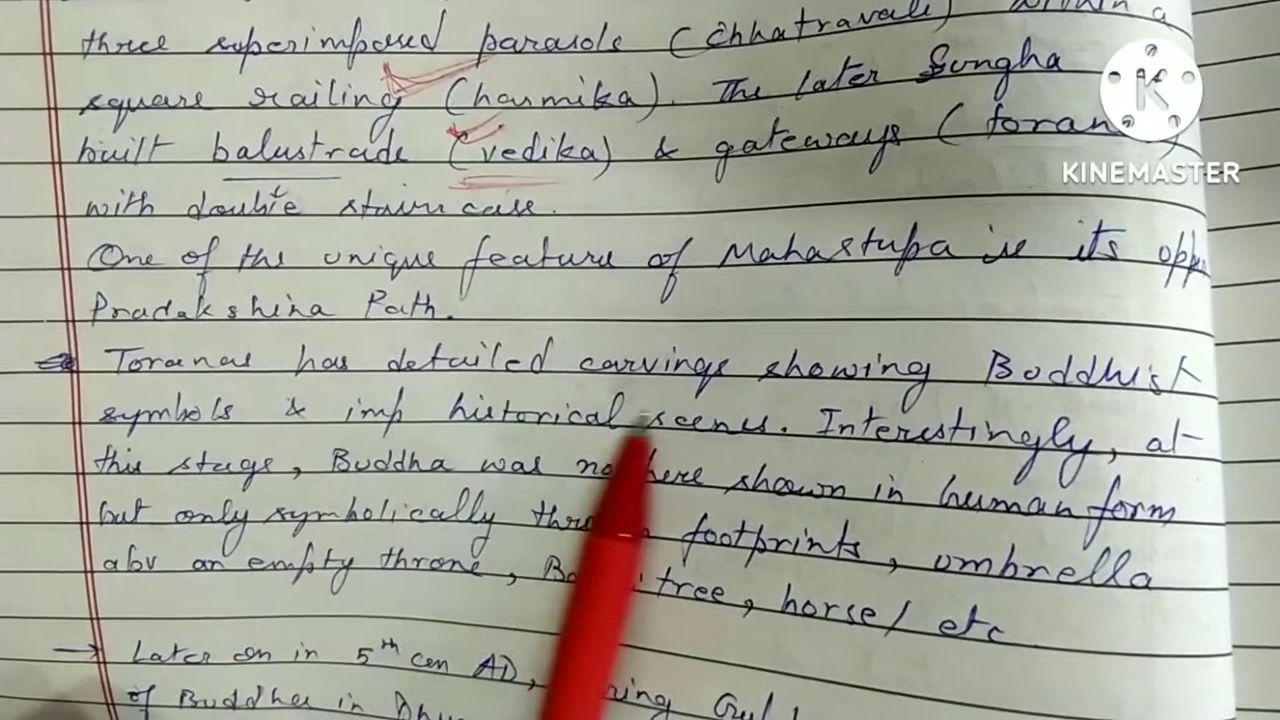 three superimposed parasols (Chhatravali) within a
square railing (harmika). The later Sungha
built balustrade (vedika) & gateways (toran
with double staircase.
One of the unique feature of Mahastupa is its
Pradakshina Path.
Toranas has detailed carvings showing Buddhist
symbols & imp historical scenes. Interestingly, at
this stage, Buddha was here shown in human form
but only symbolically footprints, umbrella
abv an empty throne, tree, horse/ etc
→ Later on in 5th cen AD,
of Buddha in
K
KINEMASTER